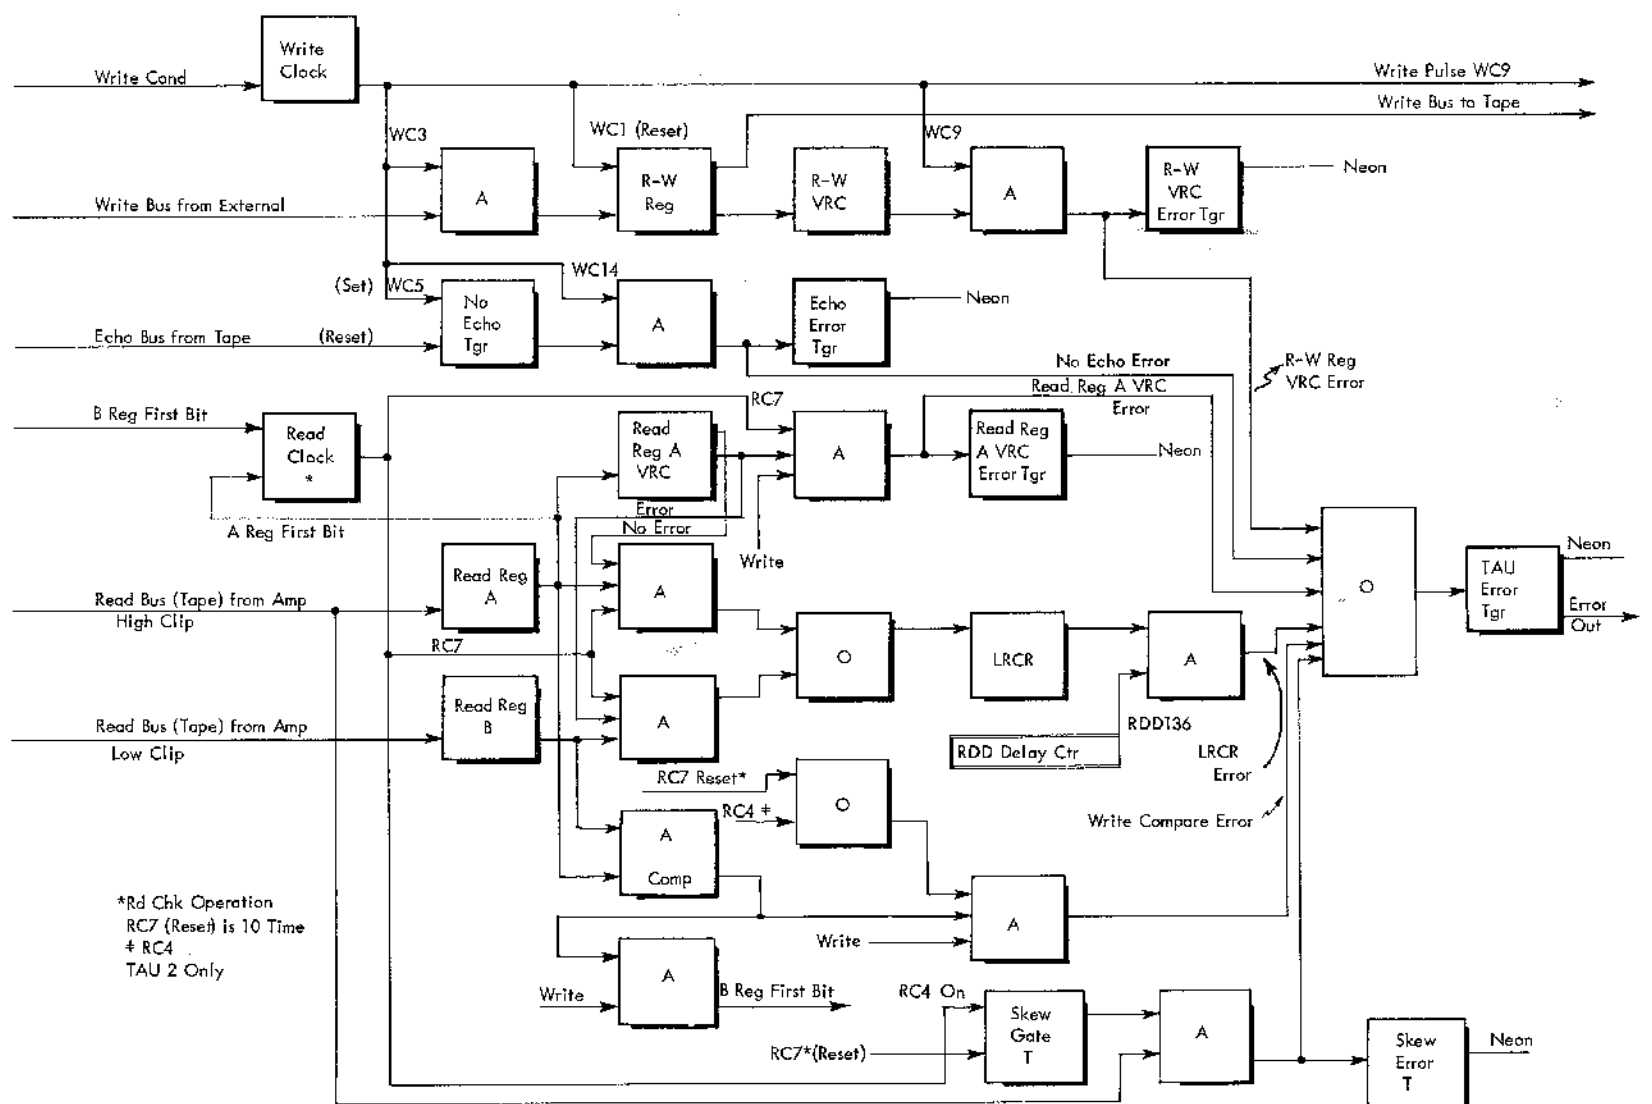 Write
Clock
Write Cond
Write Pulse WC9
Write Bus to Tape
WC3
WC1 (Reset)
WC9
A
R-W
Reg
R-W
VRC
A
R-W
VRC
Error Tgr
Neon
Write Bus from External
(Set)
WC5
WC14
No
Echo
Tgr
A
Echo
Error
Tgr
Neon
Echo Bus from Tape
(Reset)
No Echo Error
R-W Reg
VRC Error
Read Reg A VRC
Error
RC7
B Reg First Bit
Read
Clock
*
Read
Reg A
VRC
A
Read Reg
A VRC
Error Tgr
Neon
Error
No Error
A Reg First Bit
Write
Read Reg
A
A
O
TAU
Error
Tgr
Neon
Error
Out
Read Bus (Tape) from Amp
High Clip
RC7
O
LRCR
A
Read Reg
B
A
Read Bus (Tape) from Amp
Low Clip
RDD136
RDD Delay Ctr
LRCR
Error
RC7 Reset*
RC4 ‡
O
Write Compare Error
A
Comp
*Rd Chk Operation
RC7 (Reset) is 10 Time
‡ RC4
TAU 2 Only
A
Write
A
Write
B Reg First Bit
RC4 On
Skew
Gate
T
RC7*(Reset)
A
Skew
Error
T
Neon